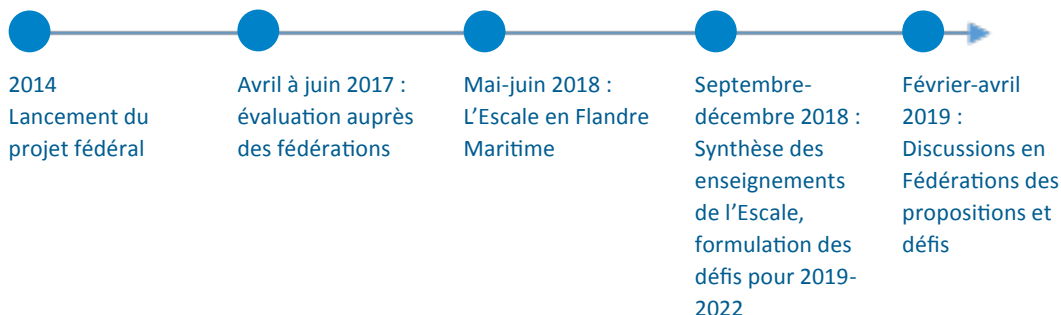 2014
Lancement du
projet fédéral
Avril à juin 2017 :
évaluation auprès
des fédérations
Mai-juin 2018 :
L’Escale en Flandre
Maritime
Septembre-
décembre 2018 :
Synthèse des
enseignements
de l’Escale,
formulation des
défis pour 2019-
2022
Février-avril
2019 :
Discussions en
Fédérations des
propositions et
défis